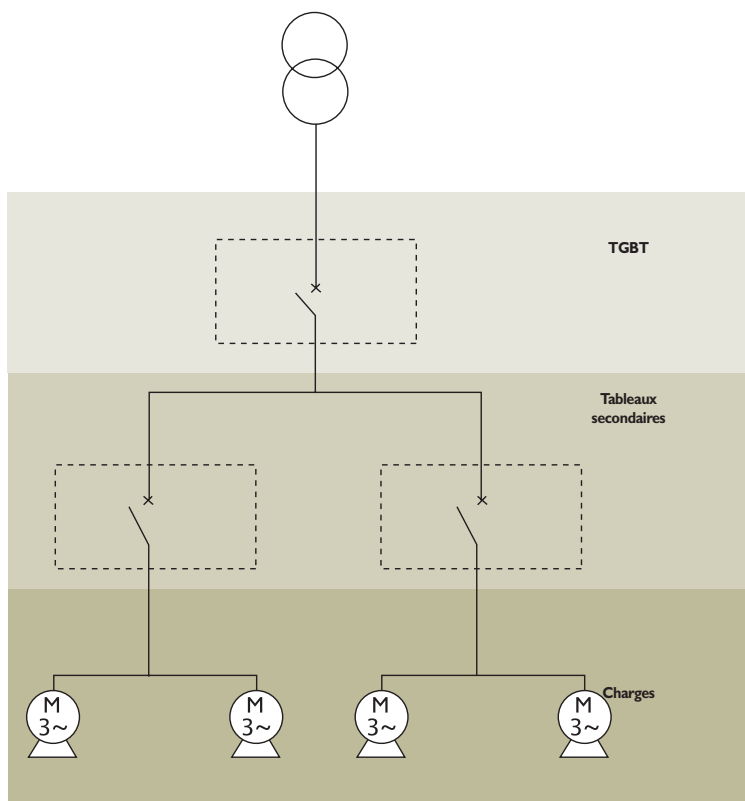 TGBT
Tableaux
secondaires
Charges
M
3~
M
3~
M
3~
M
3~